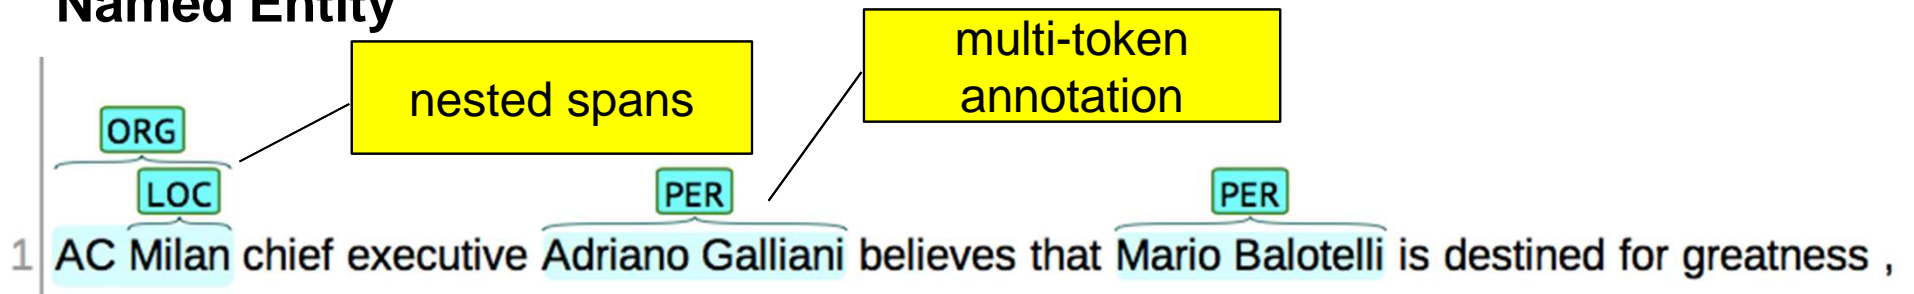 Named Entity
nested spans
multi-token
annotation
ORG
LOC
PER
PER
1 AC Milan chief executive Adriano Galliani believes that Mario Balotelli is destined for greatness ,